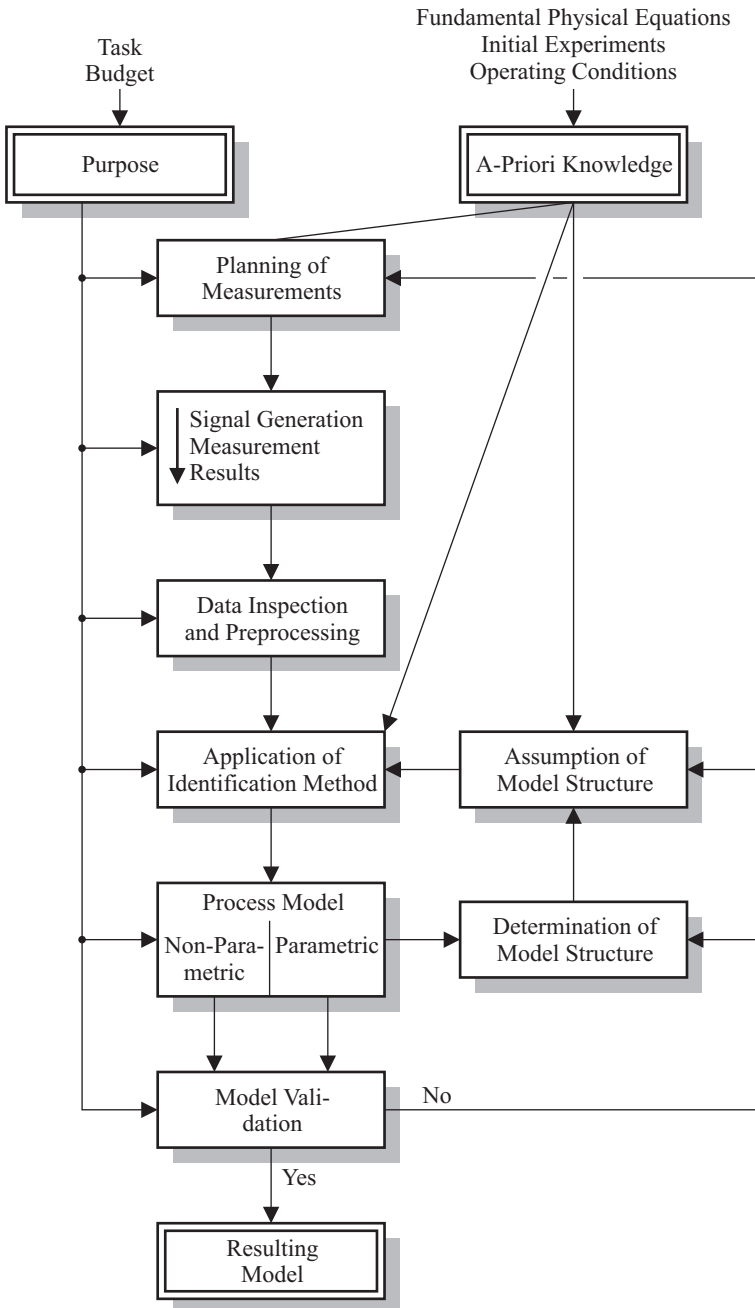 Fundamental Physical Equations
Initial Experiments
Operating Conditions
Task
Budget
Purpose
A-Priori Knowledge
Planning of
Measurements
Signal Generation
Measurement
Results
Data Inspection
and Preprocessing
Application of
Identification Method
Assumption of
Model Structure
Process Model
Non-Para-
metric
Parametric
Determination of
Model Structure
Model Vali-
dation
No
Yes
Resulting
Model